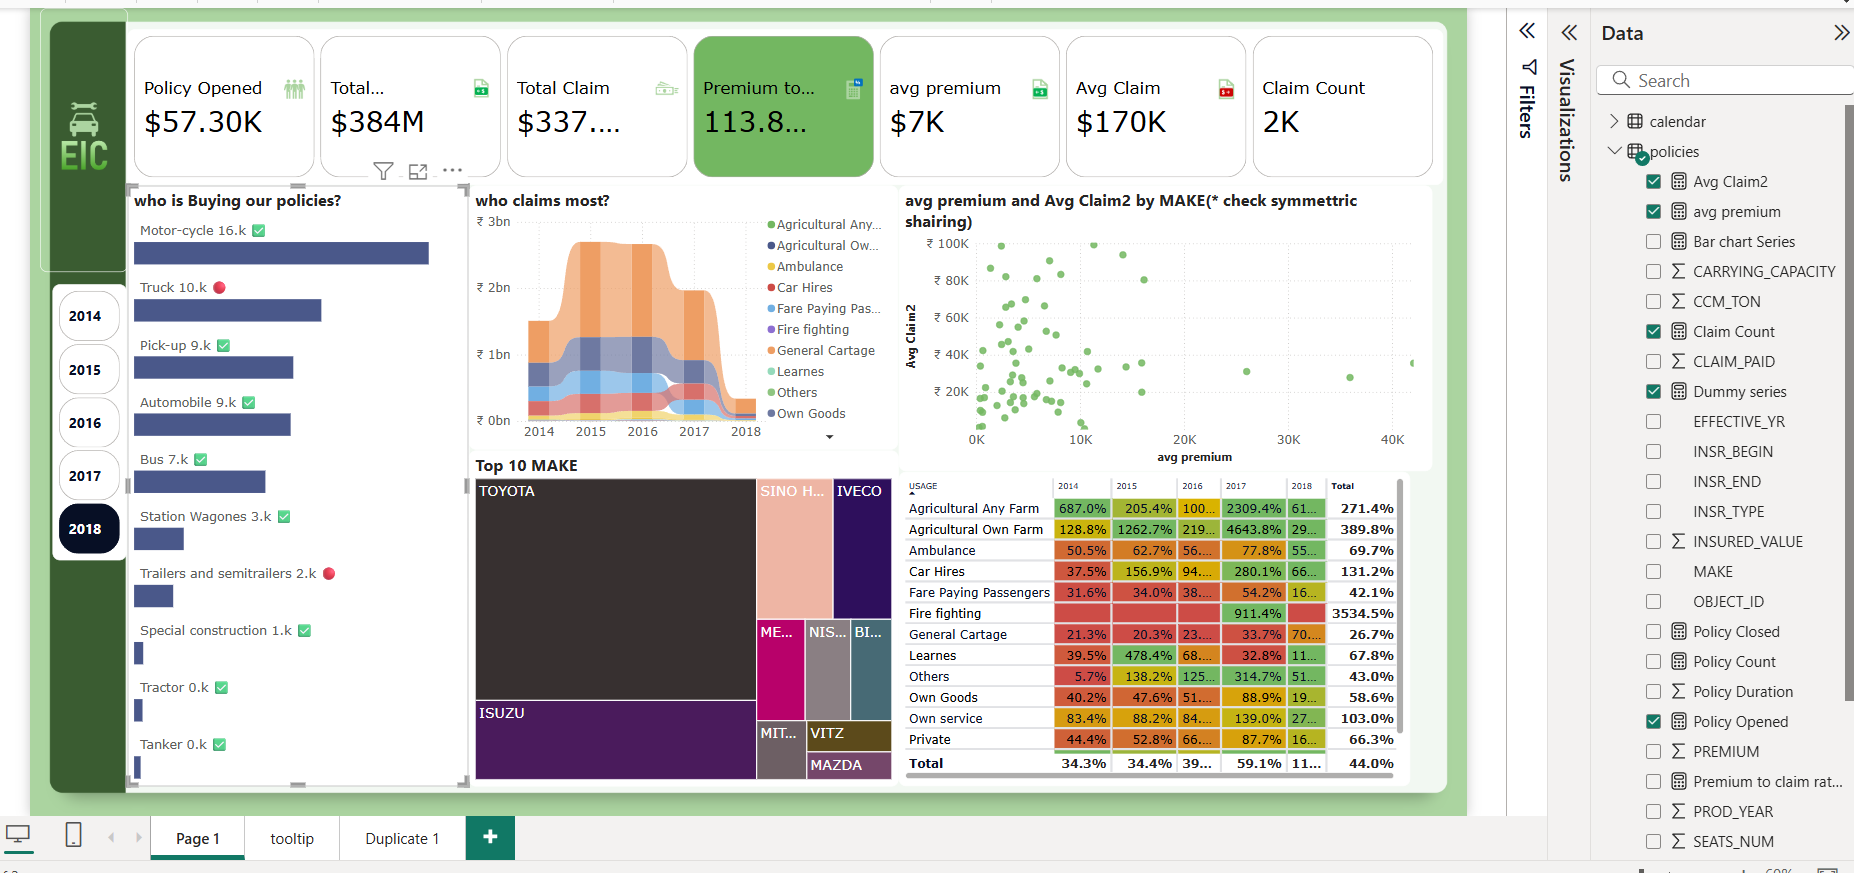 Policy Opened
$57.30K
Total...
$384M
Total Claim
$337....
Premium to...
113.8...
avg premium
$7K
Avg Claim
$170K
Claim Count
2K
EIC
2014
2015
2016
2017
2018
who is Buying our policies?
Motor-cycle 16.k ✅
Truck 10.k 🔴
Pick-up 9.k ✅
Automobile 9.k ✅
Bus 7.k ✅
Station Wagones 3.k ✅
Trailers and semitrailers 2.k 🔴
Special construction 1.k ✅
Tractor 0.k ✅
Tanker 0.k ✅
who claims most?
₹ 3bn
₹ 2bn
₹ 1bn
₹ 0bn
2014 2015 2016 2017 2018
Agricultural Any...
Agricultural Ow...
Ambulance
Car Hires
Fare Paying Pas...
Fire fighting
General Cartage
Learnes
Others
Own Goods
avg premium and Avg Claim2 by MAKE(* check symmettric
shairing)
₹ 100K
₹ 80K
₹ 60K
₹ 40K
₹ 20K
Avg Claim2
0K 10K 20K 30K 40K
avg premium
Top 10 MAKE
TOYOTA
ISUZU
SINO H...
IVECO
ME...
NIS...
BI...
MIT...
VITZ
MAZDA
USAGE 2014 2015 2016 2017 2018 Total
Agricultural Any Farm 687.0% 205.4% 100... 2309.4% 61... 271.4%
Agricultural Own Farm 128.8% 1262.7% 219... 4643.8% 29... 389.8%
Ambulance 50.5% 62.7% 56.... 77.8% 55... 69.7%
Car Hires 37.5% 156.9% 94.... 280.1% 66... 131.2%
Fare Paying Passengers 31.6% 34.0% 38.... 54.2% 16... 42.1%
Fire fighting 911.4% 3534.5%
General Cartage 21.3% 20.3% 23.... 33.7% 70.... 26.7%
Learnes 39.5% 478.4% 68.... 32.8% 11... 67.8%
Others 5.7% 138.2% 125... 314.7% 51... 43.0%
Own Goods 40.2% 47.6% 51.... 88.9% 19... 58.6%
Own service 83.4% 88.2% 84.... 139.0% 27... 103.0%
Private 44.4% 52.8% 66.... 87.7% 16... 66.3%
Total 34.3% 34.4% 39... 59.1% 11... 44.0%
Page 1
tooltip
Duplicate 1
Filters
Visualizations
Data
Search
calendar
policies
Avg Claim2
avg premium
Bar chart Series
CARRYING_CAPACITY
CCM_TON
Claim Count
CLAIM_PAID
Dummy series
EFFECTIVE_YR
INSR_BEGIN
INSR_END
INSR_TYPE
INSURED_VALUE
MAKE
OBJECT_ID
Policy Closed
Policy Count
Policy Duration
Policy Opened
PREMIUM
Premium to claim rat...
PROD_YEAR
SEATS_NUM